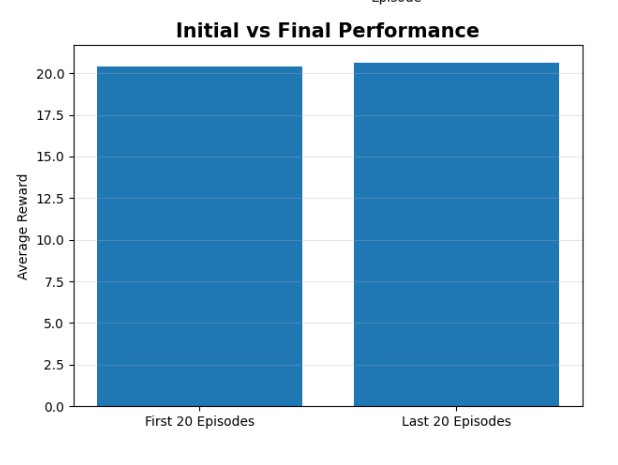 Episode
Initial vs Final Performance
20.0
17.5
15.0
12.5
10.0
7.5
5.0
2.5
0.0
Average Reward
First 20 Episodes
Last 20 Episodes